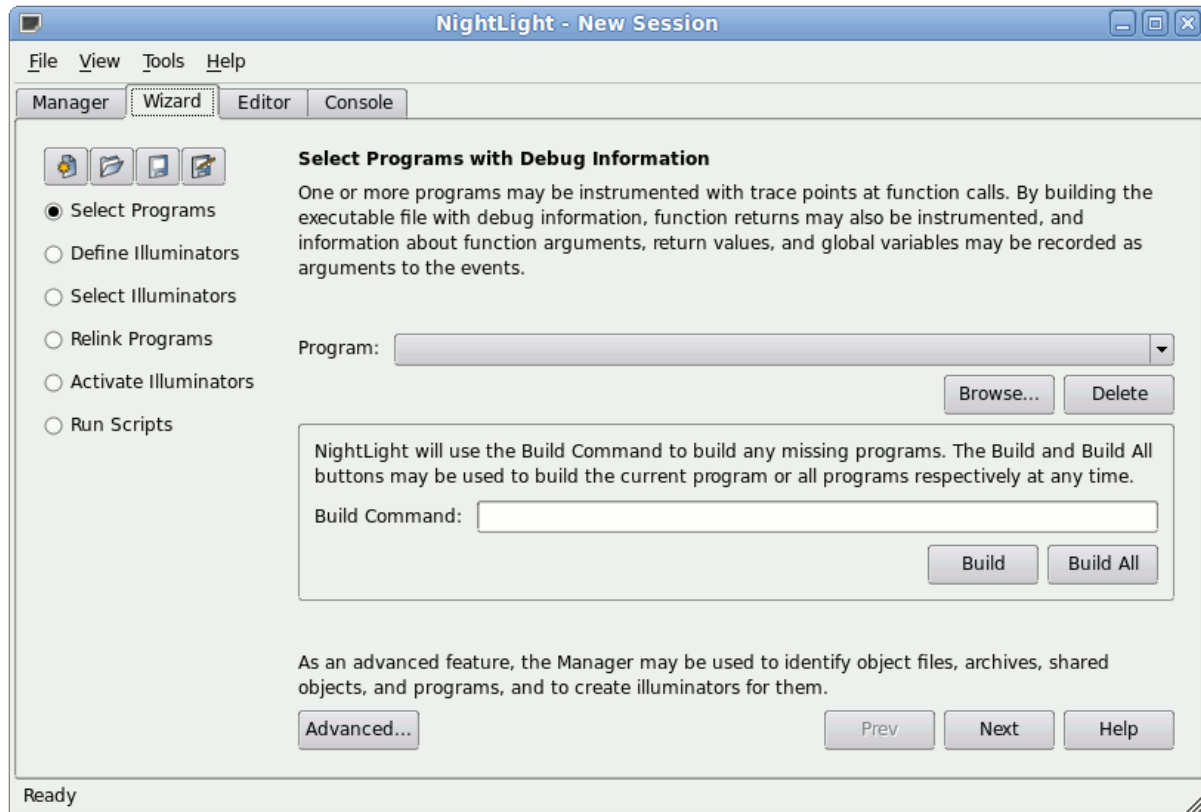 NightLight - New Session
File View Tools Help
Manager Wizard Editor Console
Select Programs
Define Illuminators
Select Illuminators
Relink Programs
Activate Illuminators
Run Scripts
Select Programs with Debug Information
One or more programs may be instrumented with trace points at function calls. By building the
executable file with debug information, function returns may also be instrumented, and
information about function arguments, return values, and global variables may be recorded as
arguments to the events.
Program:
Browse... Delete
NightLight will use the Build Command to build any missing programs. The Build and Build All
buttons may be used to build the current program or all programs respectively at any time.
Build Command:
Build Build All
As an advanced feature, the Manager may be used to identify object files, archives, shared
objects, and programs, and to create illuminators for them.
Advanced... Prev Next Help
Ready